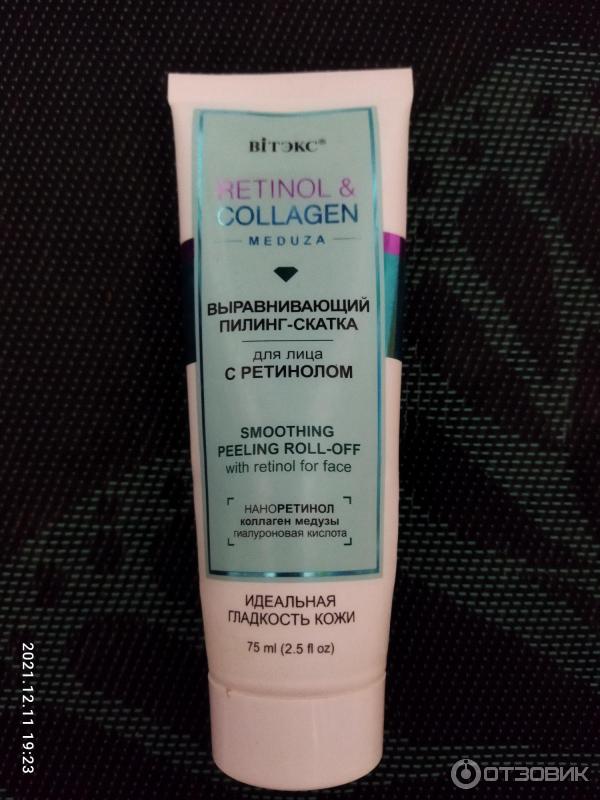 вітэкс®
RETINOL &
COLLAGEN
MEDUZA
ВЫРАВНИВАЮЩИЙ
ПИЛИНГ-СКАТКА
для лица
С РЕТИНОЛОМ
SMOOTHING
PEELING ROLL-OFF
with retinol for face
НАНОРЕТИНОЛ
коллаген медузы
гиалуроновая кислота
ИДЕАЛЬНАЯ
ГЛАДКОСТЬ КОЖИ
75 ml (2.5 fl oz)
2021.12.11 19:23
ОТЗОВИК